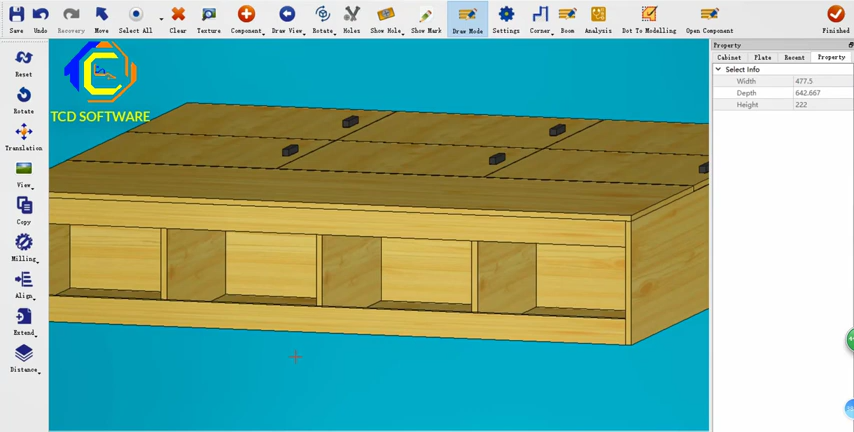 Save Undo Recovery Move Select All Clear Texture Component Draw View Rotate Holes Show Hole Show Mark Draw Mode Settings Corner Boom Analysis Dot To Modelling Open Component Finished
Property
Cabinet Plate Recent Property
Select Info
Width 477.5
Depth 642.667
Height 222
Reset
Rotate
Translation
View
Copy
Milling
Align
Extend
Distance
TCD SOFTWARE